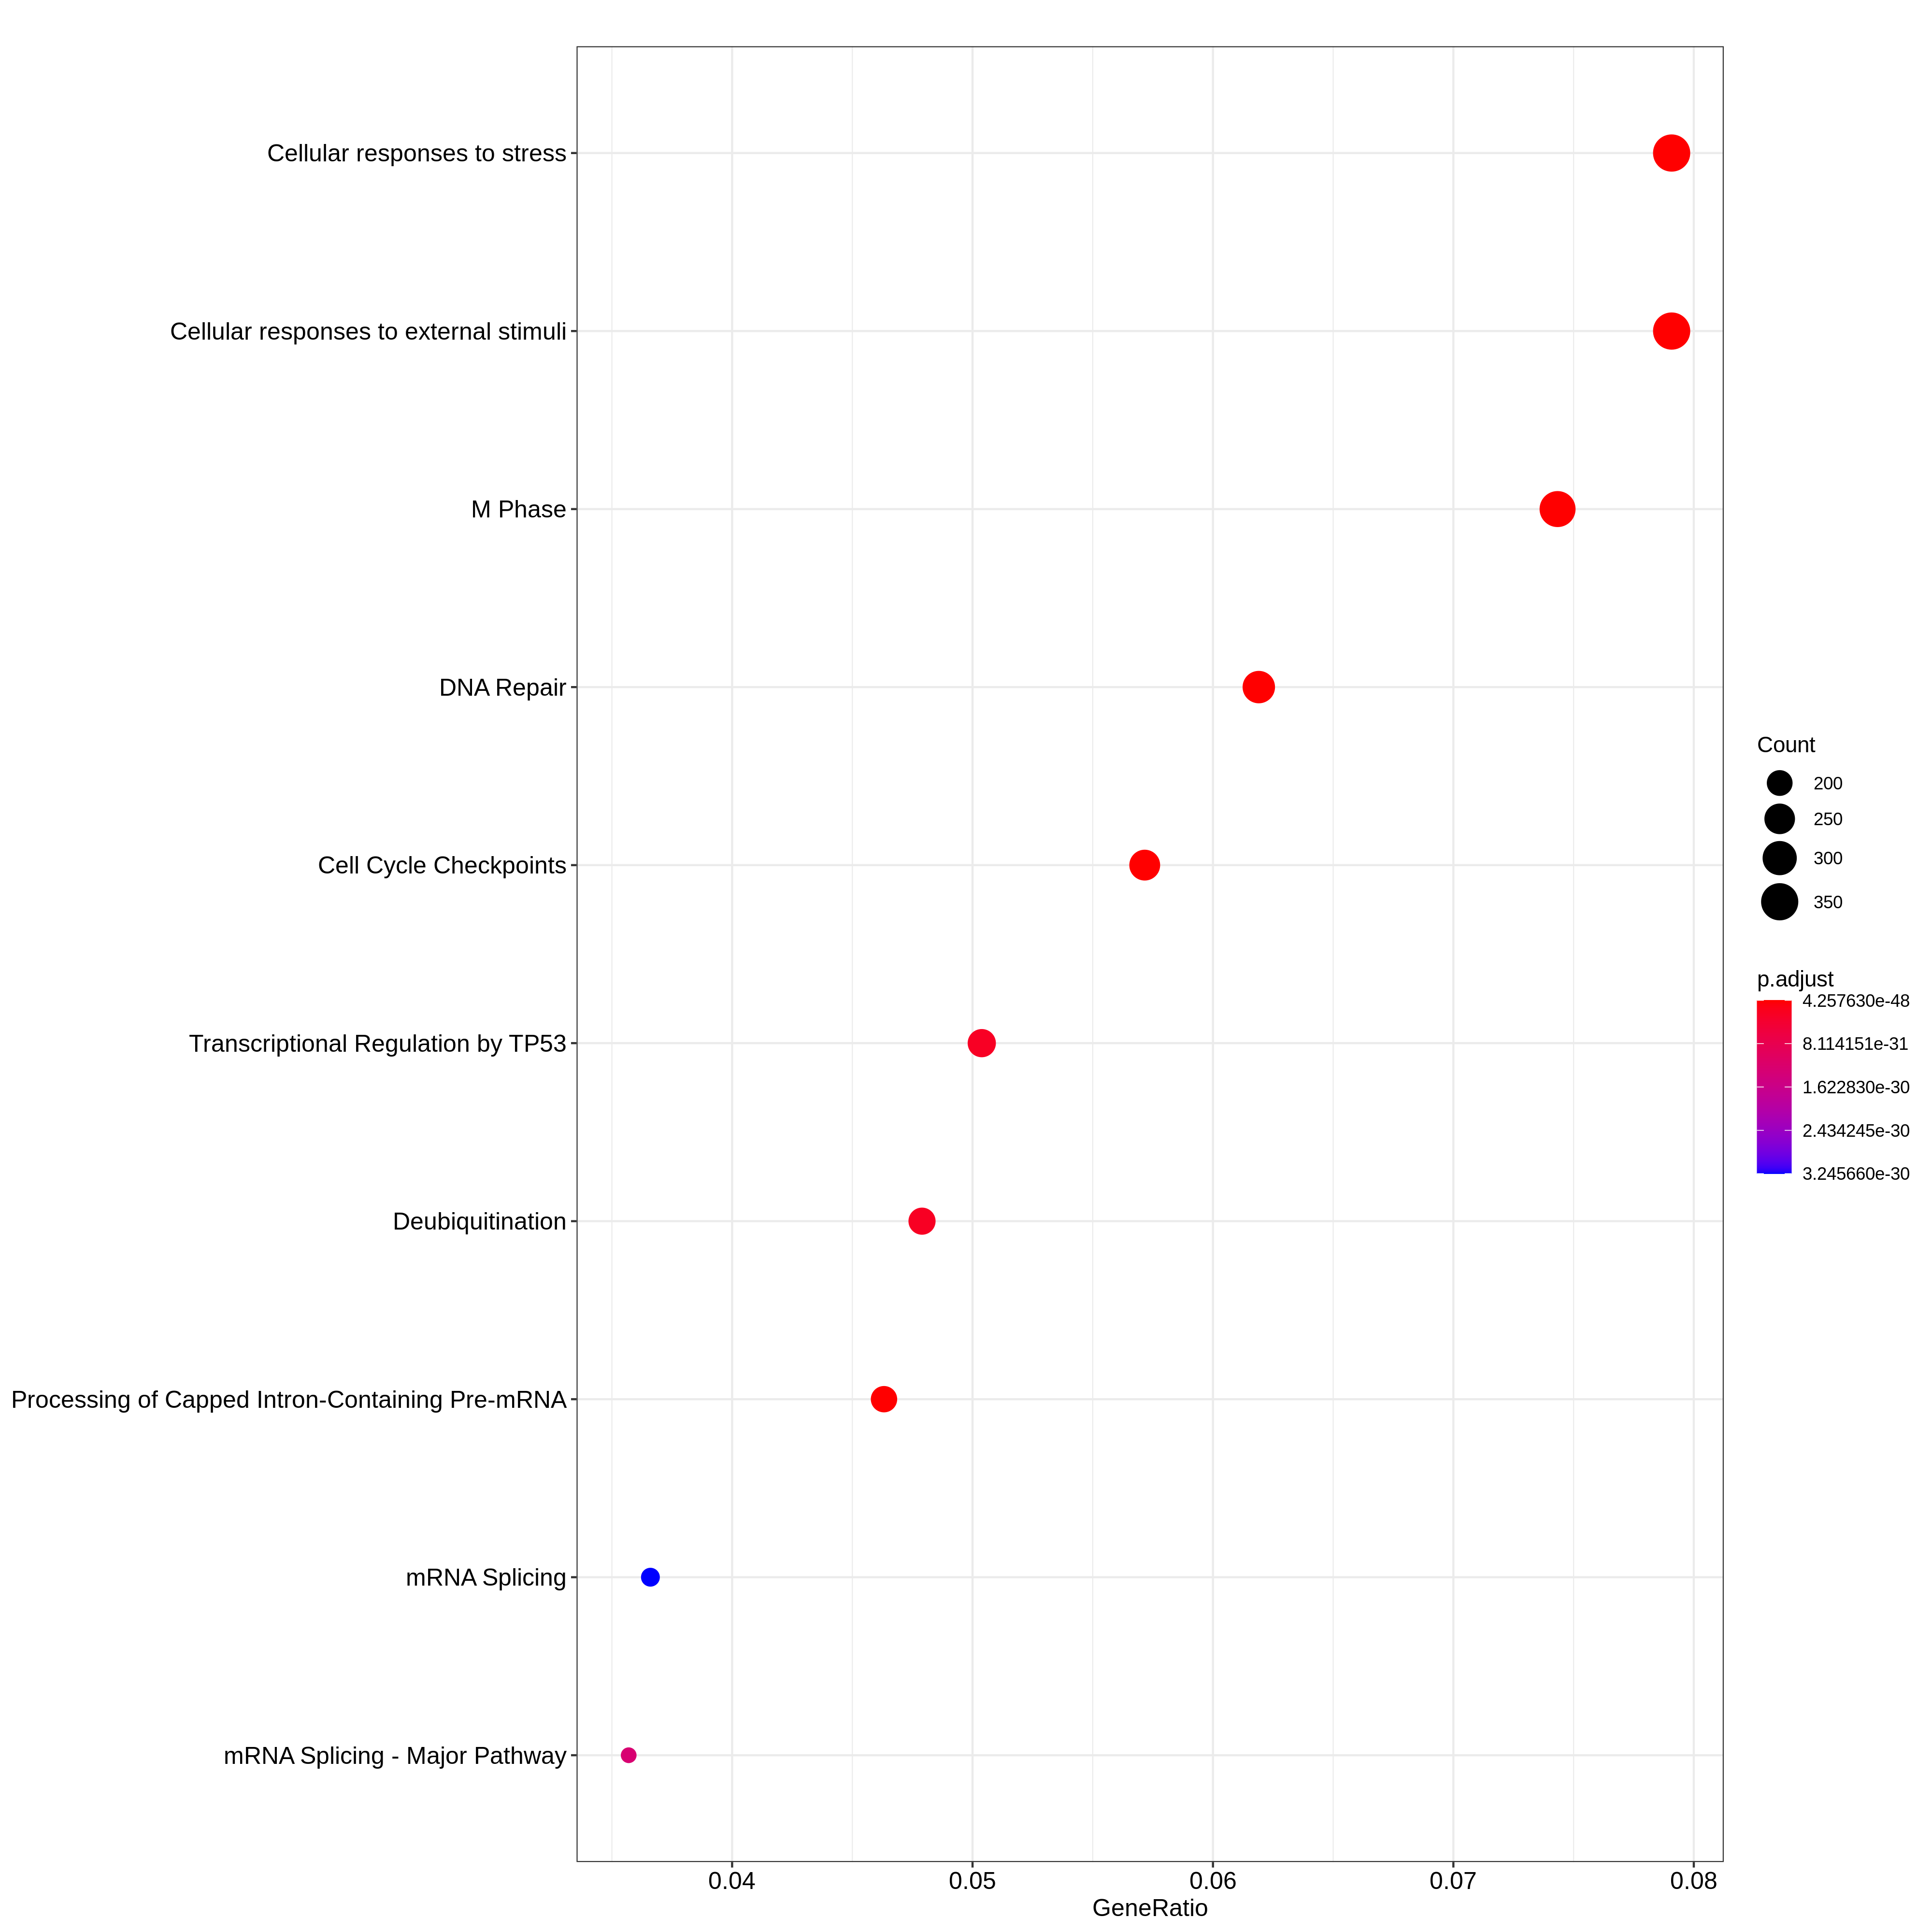 Cellular responses to stress
Cellular responses to external stimuli
M Phase
DNA Repair
Cell Cycle Checkpoints
Transcriptional Regulation by TP53
Deubiquitination
Processing of Capped Intron-Containing Pre-mRNA
mRNA Splicing
mRNA Splicing - Major Pathway
0.04 0.05 0.06 0.07 0.08
GeneRatio
Count
200
250
300
350
p.adjust
4.257630e-48
8.114151e-31
1.622830e-30
2.434245e-30
3.245660e-30